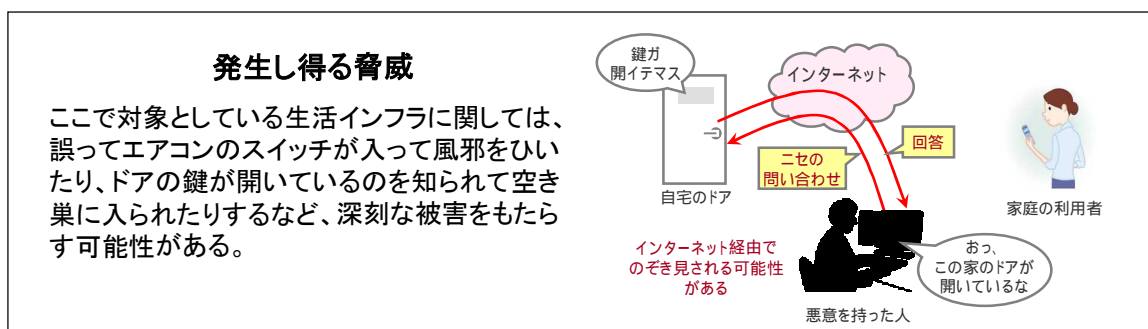 発生し得る脅威
ここで対象としている生活インフラに関しては、
誤ってエアコンのスイッチが入って風邪をひい
たり、ドアの鍵が開いているのを知られて空き
巣に入られたりするなど、深刻な被害をもたら
す可能性がある。
鍵ガ
開イテマス
インターネット
回答
ニセの
問い合わせ
自宅のドア
家庭の利用者
インターネット経由で
のぞき見される可能性
がある
おっ、
この家のドアが
開いているな
悪意を持った人